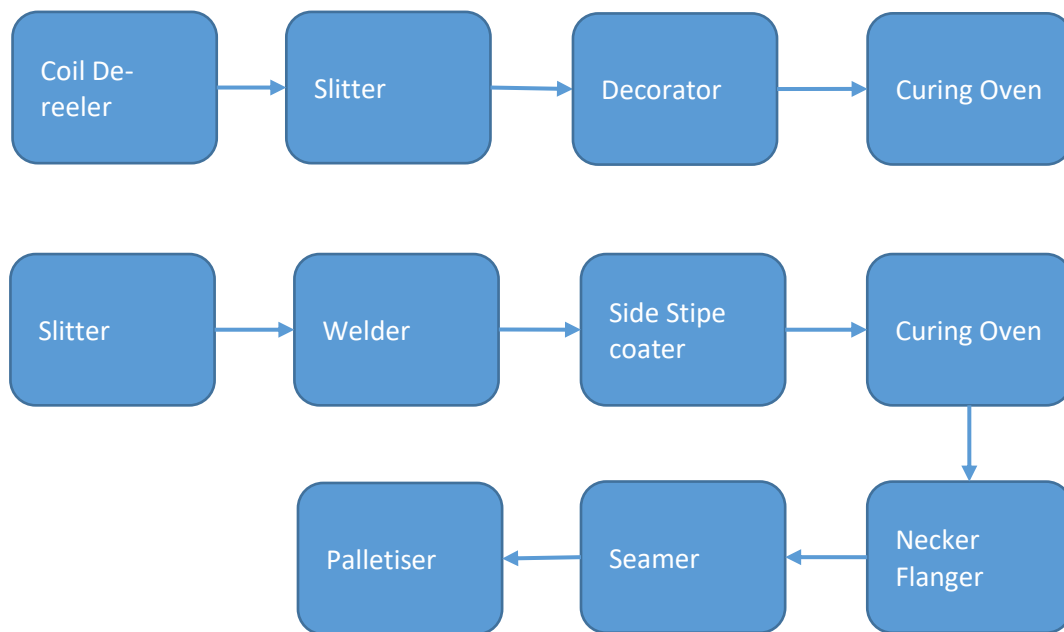 Coil De-
reeler
Slitter
Decorator
Curing Oven
Slitter
Welder
Side Stipe
coater
Curing Oven
Palletiser
Seamer
Necker
Flanger